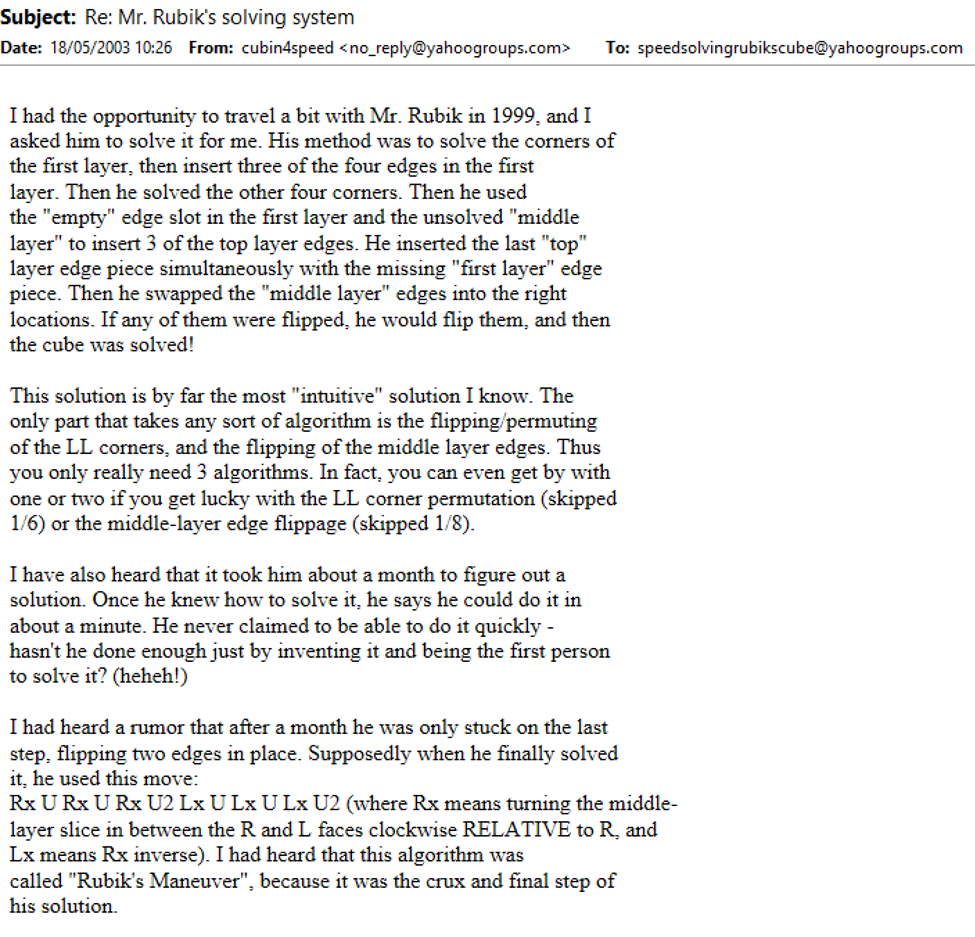 Subject: Re: Mr. Rubik's solving system
Date: 18/05/2003 10:26 From: cubin4speed <no_reply@yahoogroups.com> To: speedsolvingrubikscube@yahoogroups.com
I had the opportunity to travel a bit with Mr. Rubik in 1999, and I
asked him to solve it for me. His method was to solve the corners of
the first layer, then insert three of the four edges in the first
layer. Then he solved the other four corners. Then he used
the "empty" edge slot in the first layer and the unsolved "middle
layer" to insert 3 of the top layer edges. He inserted the last "top"
layer edge piece simultaneously with the missing "first layer" edge
piece. Then he swapped the "middle layer" edges into the right
locations. If any of them were flipped, he would flip them, and then
the cube was solved!
This solution is by far the most "intuitive" solution I know. The
only part that takes any sort of algorithm is the flipping/permuting
of the LL corners, and the flipping of the middle layer edges. Thus
you only really need 3 algorithms. In fact, you can even get by with
one or two if you get lucky with the LL corner permutation (skipped
1/6) or the middle-layer edge flippage (skipped 1/8).
I have also heard that it took him about a month to figure out a
solution. Once he knew how to solve it, he says he could do it in
about a minute. He never claimed to be able to do it quickly -
hasn't he done enough just by inventing it and being the first person
to solve it? (heheh!)
I had heard a rumor that after a month he was only stuck on the last
step, flipping two edges in place. Supposedly when he finally solved
it, he used this move:
Rx U Rx U Rx U2 Lx U Lx U Lx U2 (where Rx means turning the middle-
layer slice in between the R and L faces clockwise RELATIVE to R, and
Lx means Rx inverse). I had heard that this algorithm was
called "Rubik's Maneuver", because it was the crux and final step of
his solution.